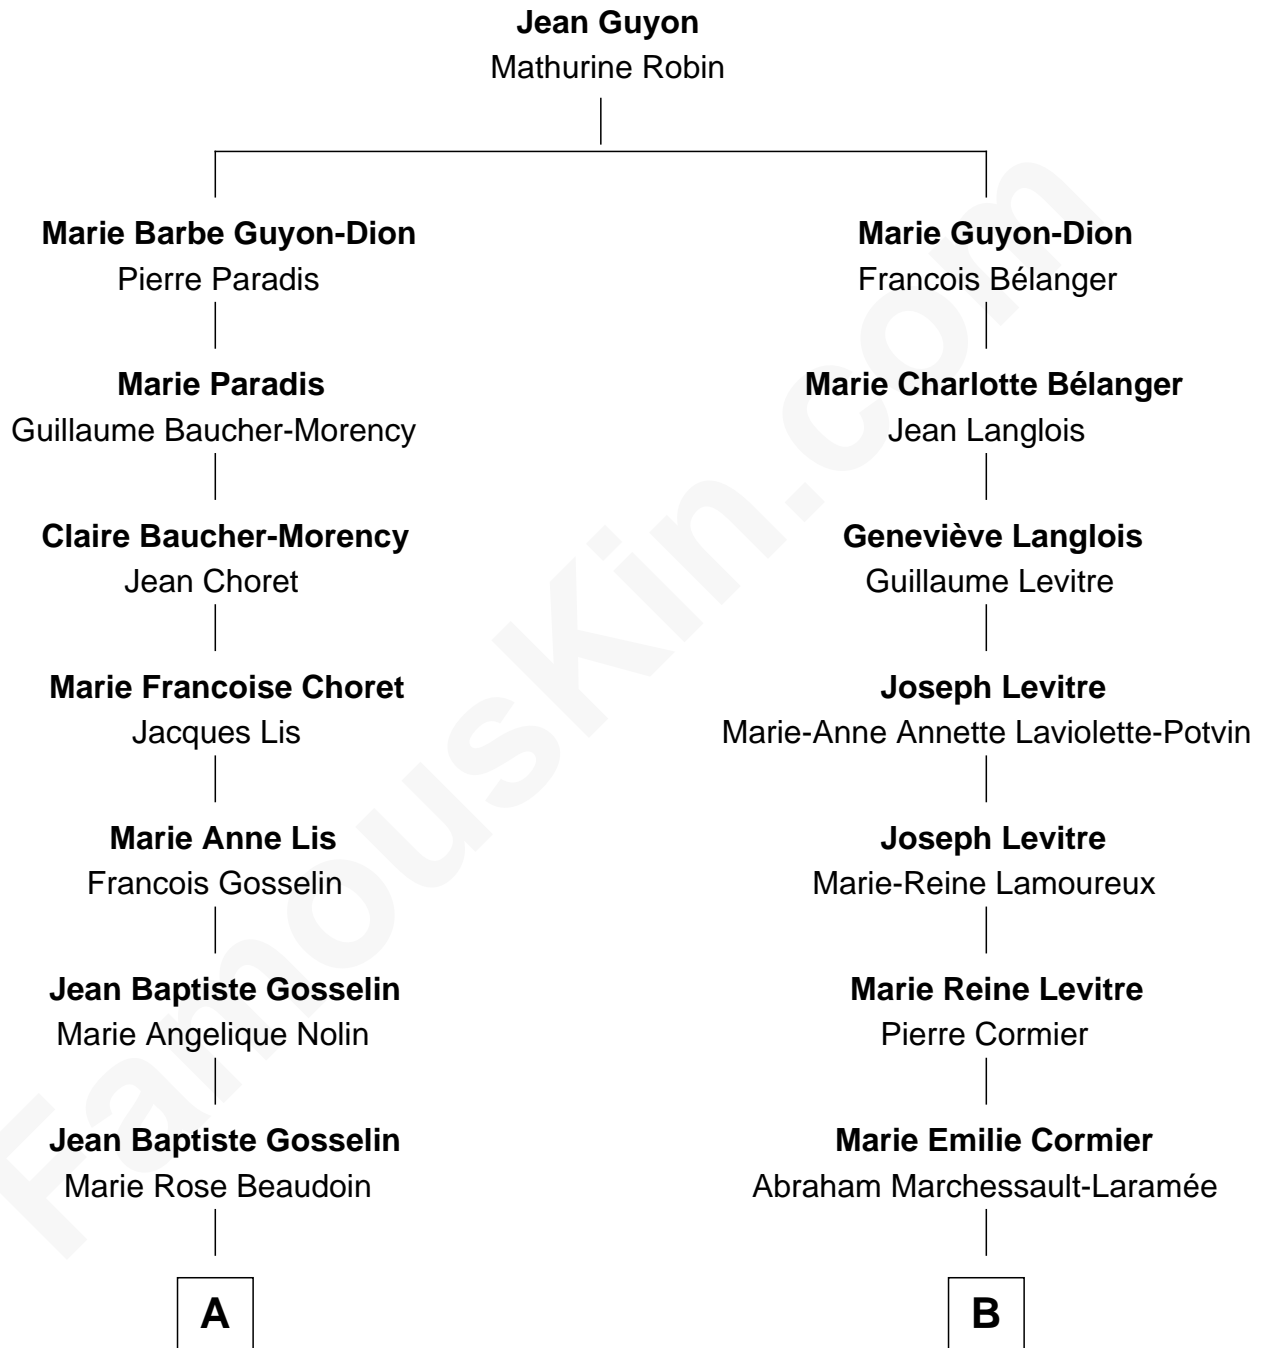 Jean Guyon
Mathurine Robin
Marie Barbe Guyon-Dion
Pierre Paradis
Marie Guyon-Dion
Francois Bélanger
Marie Paradis
Guillaume Baucher-Morency
Marie Charlotte Bélanger
Jean Langlois
Claire Baucher-Morency
Jean Choret
Geneviève Langlois
Guillaume Levitre
Marie Francoise Choret
Jacques Lis
Joseph Levitre
Marie-Anne Annette Laviolette-Potvin
Marie Anne Lis
Francois Gosselin
Joseph Levitre
Marie-Reine Lamoureux
Jean Baptiste Gosselin
Marie Angelique Nolin
Marie Reine Levitre
Pierre Cormier
Jean Baptiste Gosselin
Marie Rose Beaudoin
Marie Emilie Cormier
Abraham Marchessault-Laramée
A
B
FamousKin.com